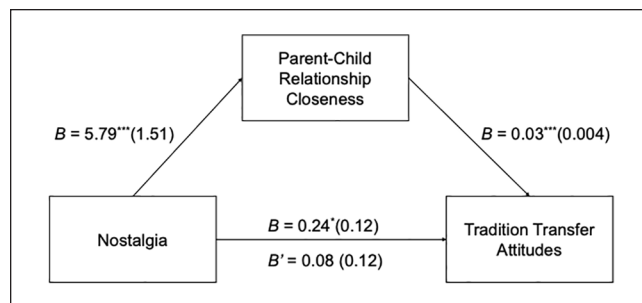 Parent-Child
Relationship
Closeness
B = 5.79***(1.51)
B = 0.03***(0.004)
Nostalgia
B = 0.24*(0.12)
B' = 0.08 (0.12)
Tradition Transfer
Attitudes